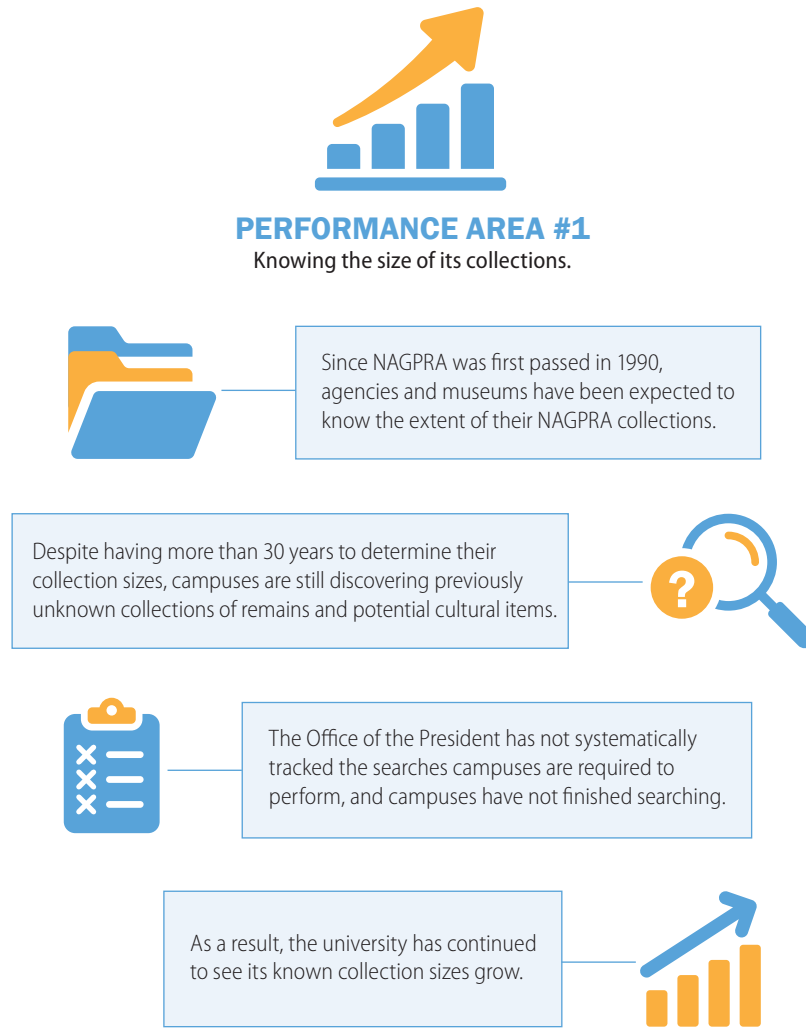 PERFORMANCE AREA #1
Knowing the size of its collections.
Since NAGPRA was first passed in 1990,
agencies and museums have been expected to
know the extent of their NAGPRA collections.
Despite having more than 30 years to determine their
collection sizes, campuses are still discovering previously
unknown collections of remains and potential cultural items.
?
The Office of the President has not systematically
tracked the searches campuses are required to
perform, and campuses have not finished searching.
As a result, the university has continued
to see its known collection sizes grow.